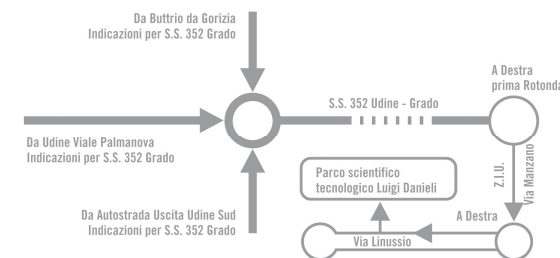 Da Buttrio da Gorizia
Indicazioni per S.S. 352 Grado
A Destra
prima Rotonda
S.S. 352 Udine - Grado
Da Udine Viale Palmanova
Indicazioni per S.S. 352 Grado
Z.I.U.
Via Manzano
Parco scientifico
tecnologico Luigi Danieli
Da Autostrada Uscita Udine Sud
Indicazioni per S.S. 352 Grado
A Destra
Via Linussio